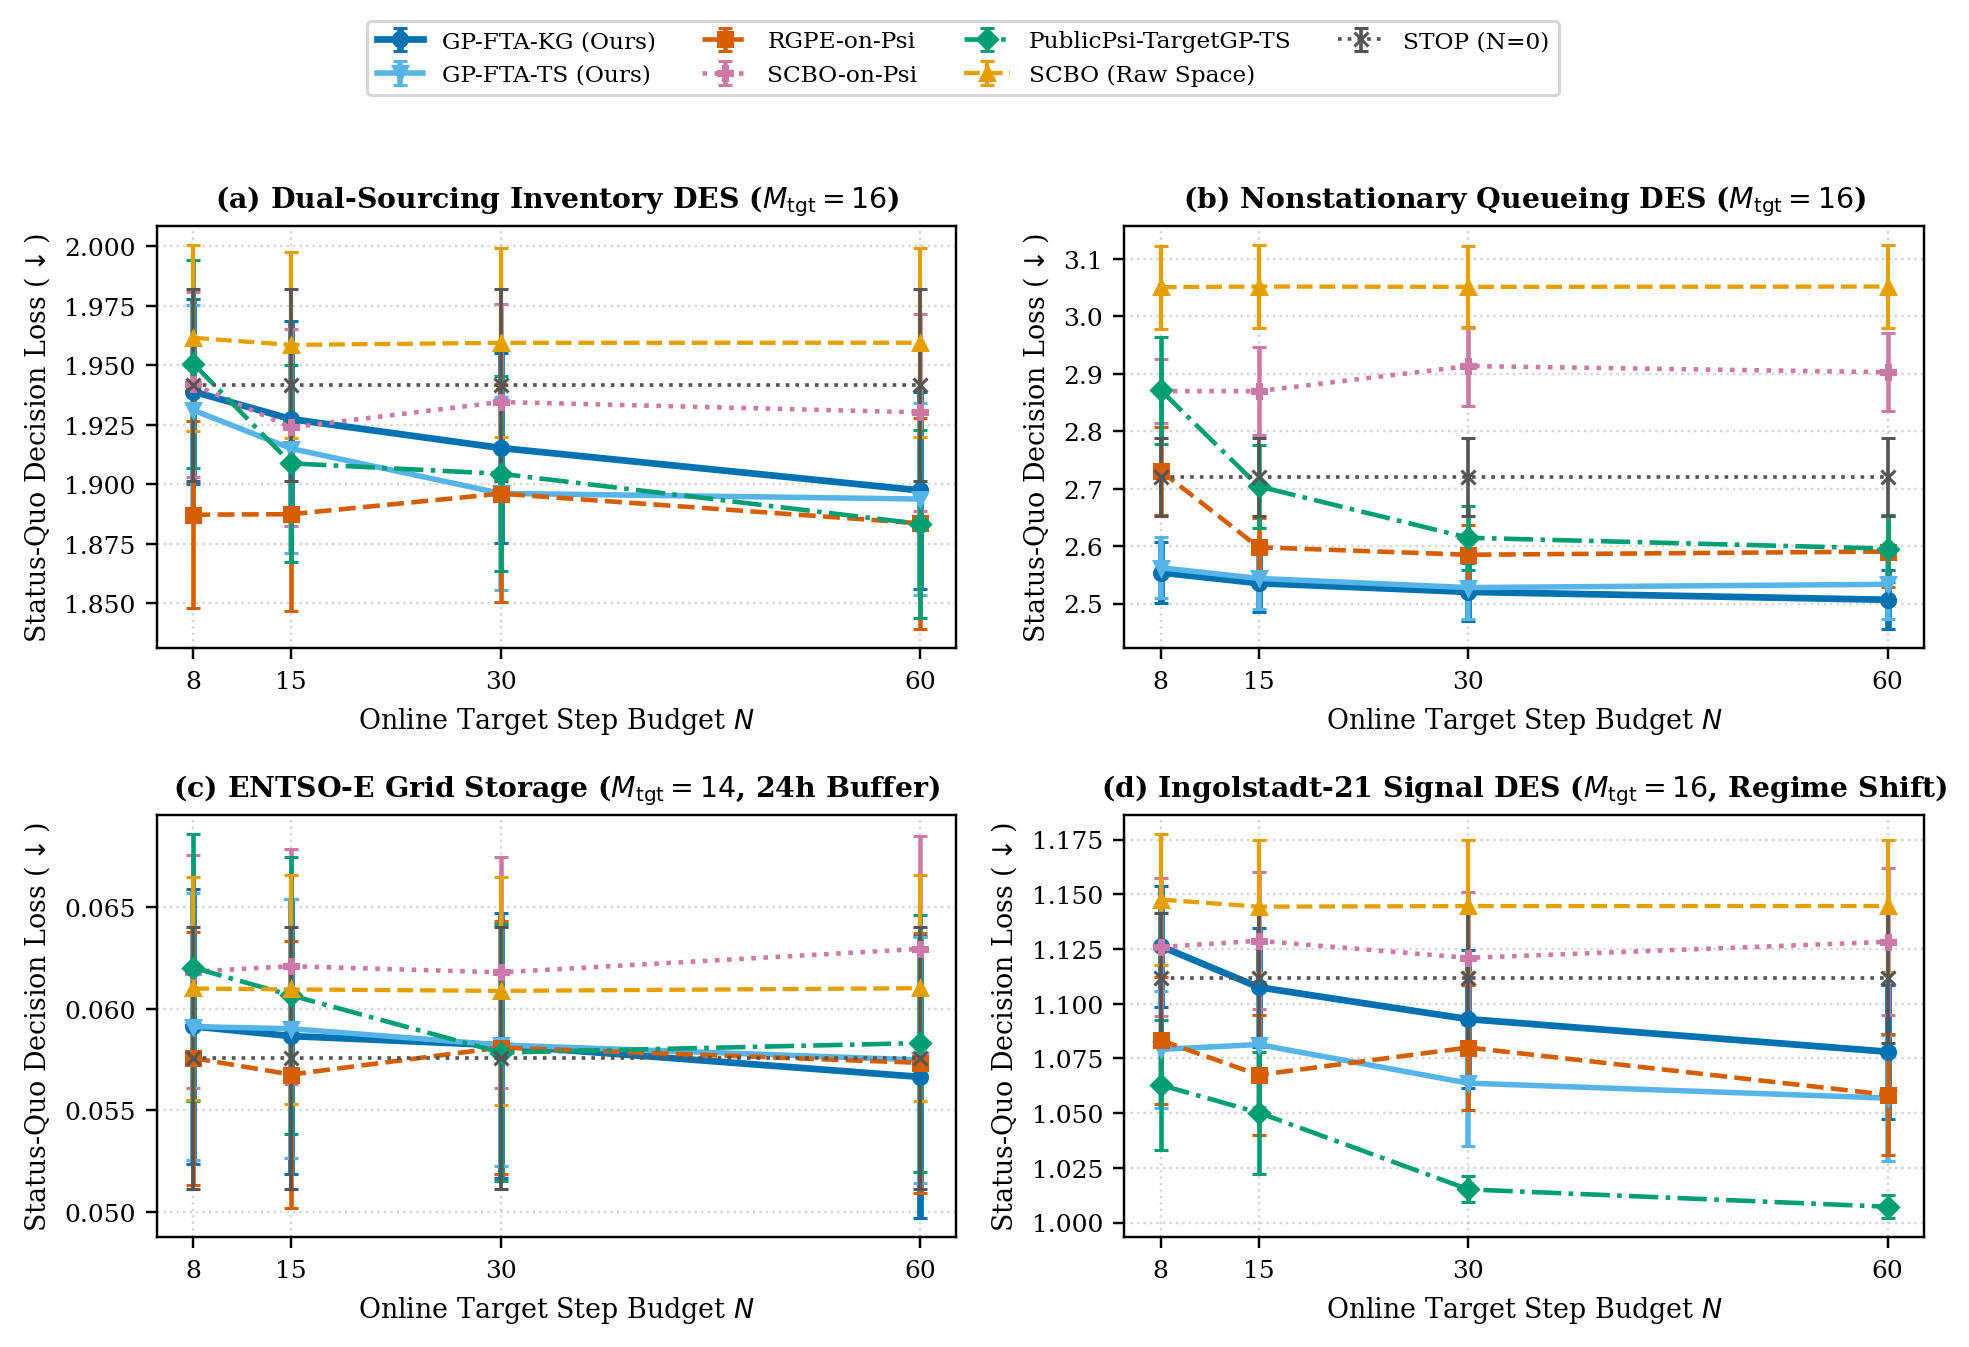 GP-FTA-KG (Ours)
GP-FTA-TS (Ours)
RGPE-on-Psi
SCBO-on-Psi
PublicPsi-TargetGP-TS
SCBO (Raw Space)
STOP (N=0)
(a) Dual-Sourcing Inventory DES (M_tgt = 16)
Status-Quo Decision Loss (↓)
2.000
1.975
1.950
1.925
1.900
1.875
1.850
8 15 30 60
Online Target Step Budget N
(b) Nonstationary Queueing DES (M_tgt = 16)
Status-Quo Decision Loss (↓)
3.1
3.0
2.9
2.8
2.7
2.6
2.5
8 15 30 60
Online Target Step Budget N
(c) ENTSO-E Grid Storage (M_tgt = 14, 24h Buffer)
Status-Quo Decision Loss (↓)
0.065
0.060
0.055
0.050
8 15 30 60
Online Target Step Budget N
(d) Ingolstadt-21 Signal DES (M_tgt = 16, Regime Shift)
Status-Quo Decision Loss (↓)
1.175
1.150
1.125
1.100
1.075
1.050
1.025
1.000
8 15 30 60
Online Target Step Budget N